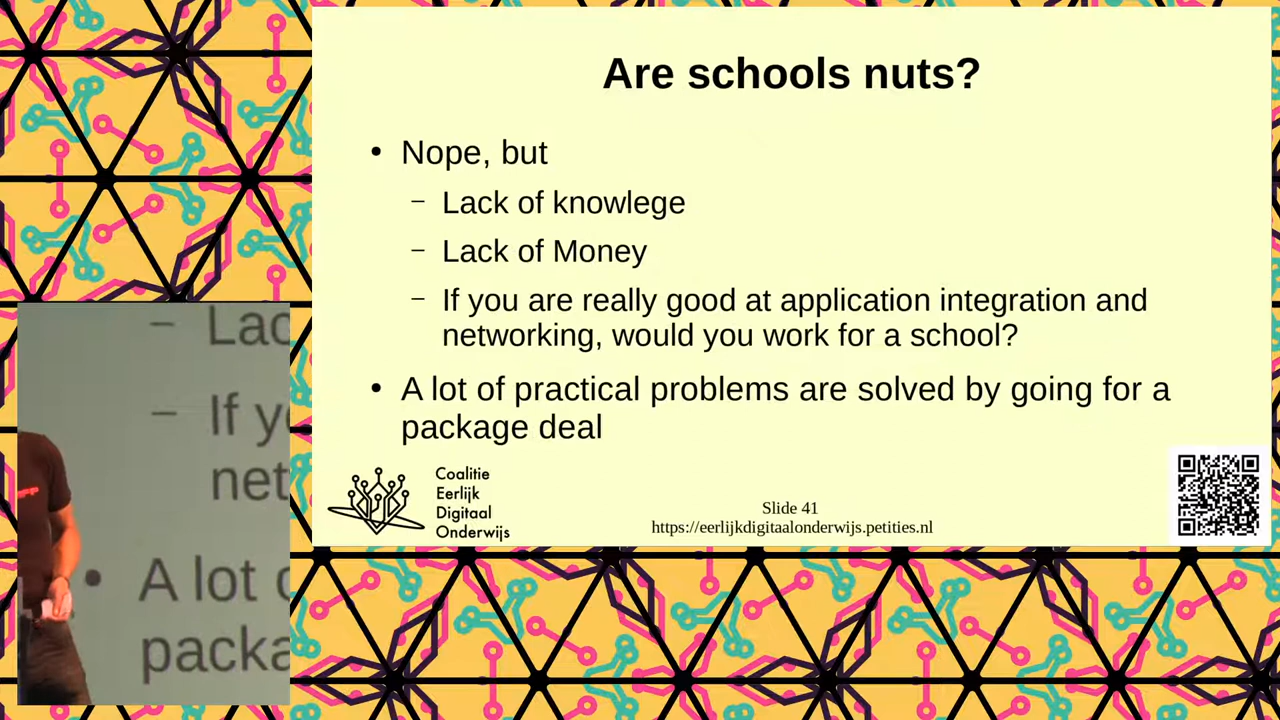 Are schools nuts?
• Nope, but
– Lack of knowlege
– Lack of Money
– If you are really good at application integration and
networking, would you work for a school?
• A lot of practical problems are solved by going for a
package deal
Coalitie
Eerlijk
Digitaal
Onderwijs
Slide 41
https://eerlijkdigitaalonderwijs.petities.nl
– Lac
– If y
net
• A lot
packa